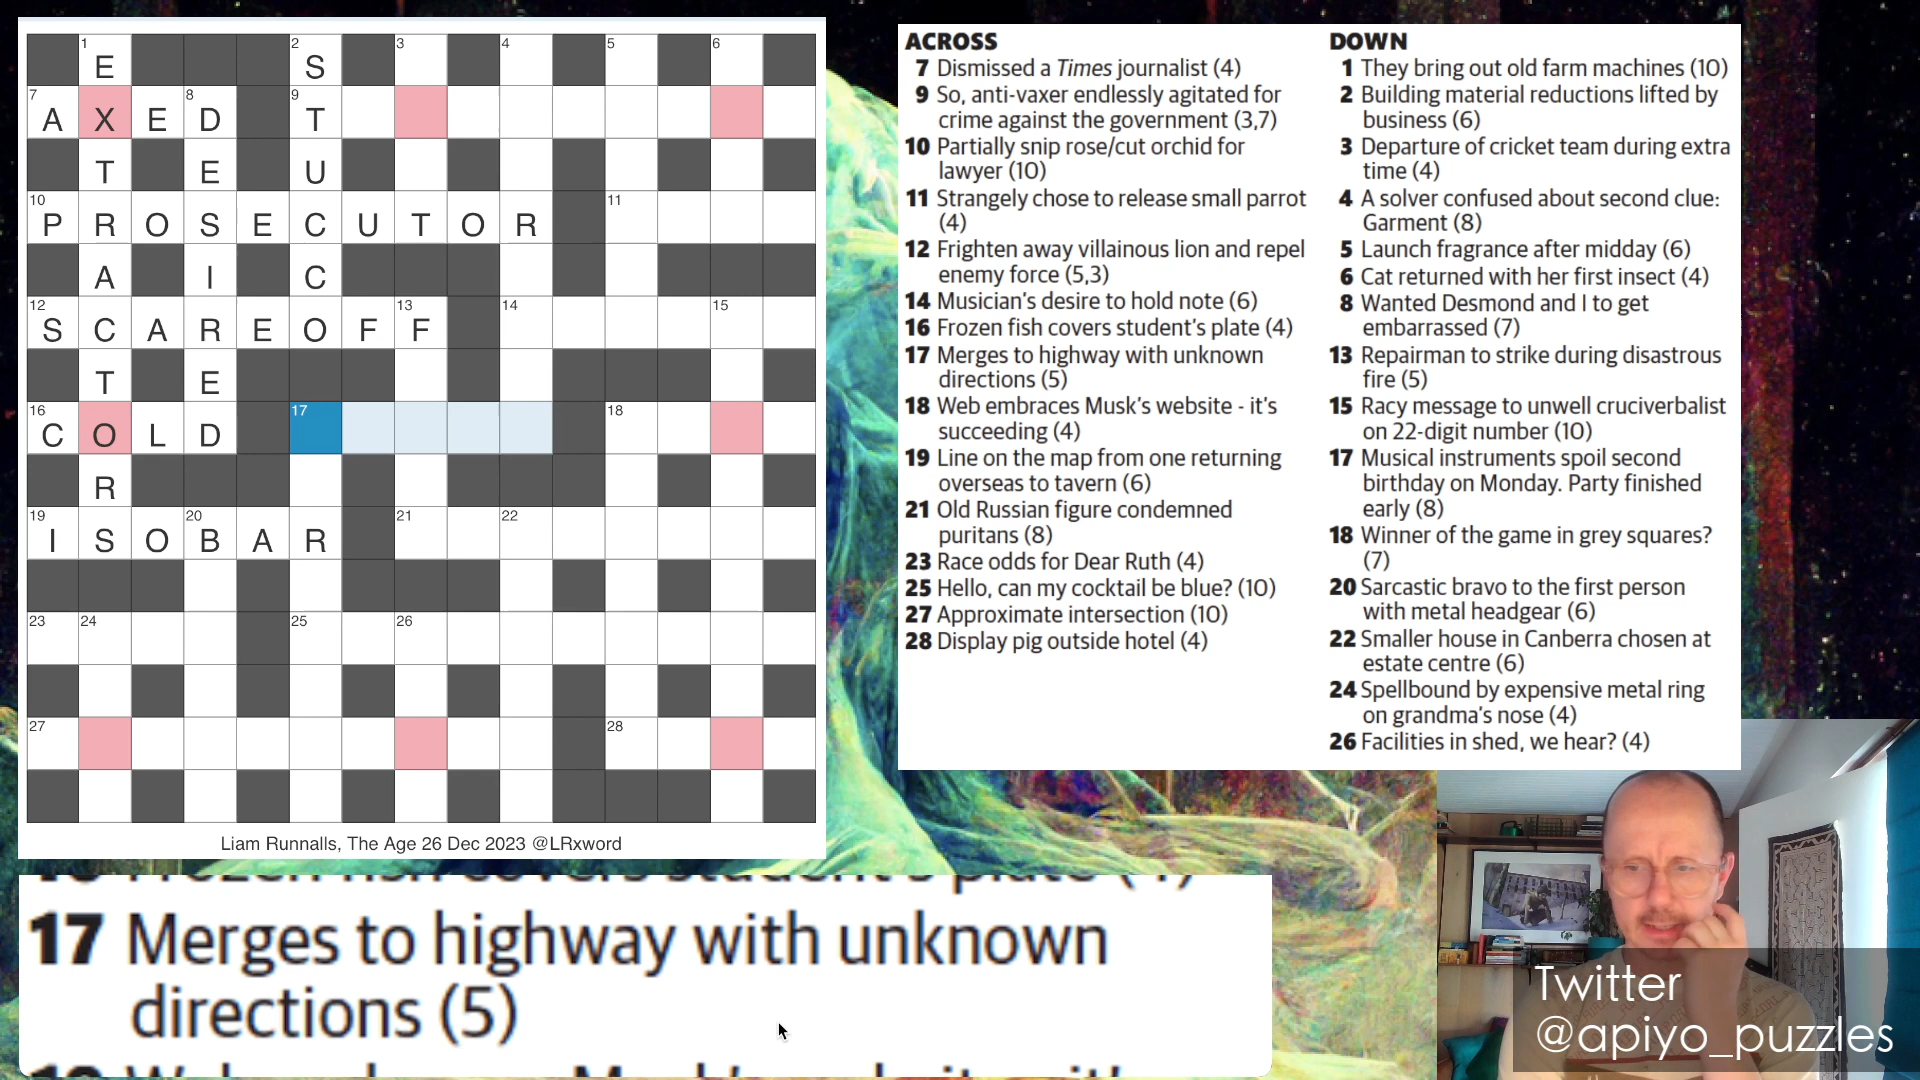 1 2 3 4 5 6
E S
7 8 9
A X E D T
T E U
10 11
P R O S E C U T O R
A I C
12 13 14 15
S C A R E O F F
T E
16 17 18
C O L D
R
19 20 21 22
I S O B A R
23 24 25 26
27 28
Liam Runnalls, The Age 26 Dec 2023 @LRxword
ACROSS
7 Dismissed a Times journalist (4)
9 So, anti-vaxer endlessly agitated for
crime against the government (3,7)
10 Partially snip rose/cut orchid for
lawyer (10)
11 Strangely chose to release small parrot
(4)
12 Frighten away villainous lion and repel
enemy force (5,3)
14 Musician's desire to hold note (6)
16 Frozen fish covers student's plate (4)
17 Merges to highway with unknown
directions (5)
18 Web embraces Musk's website - it's
succeeding (4)
19 Line on the map from one returning
overseas to tavern (6)
21 Old Russian figure condemned
puritans (8)
23 Race odds for Dear Ruth (4)
25 Hello, can my cocktail be blue? (10)
27 Approximate intersection (10)
28 Display pig outside hotel (4)
DOWN
1 They bring out old farm machines (10)
2 Building material reductions lifted by
business (6)
3 Departure of cricket team during extra
time (4)
4 A solver confused about second clue:
Garment (8)
5 Launch fragrance after midday (6)
6 Cat returned with her first insect (4)
8 Wanted Desmond and I to get
embarrassed (7)
13 Repairman to strike during disastrous
fire (5)
15 Racy message to unwell cruciverbalist
on 22-digit number (10)
17 Musical instruments spoil second
birthday on Monday. Party finished
early (8)
18 Winner of the game in grey squares?
(7)
20 Sarcastic bravo to the first person
with metal headgear (6)
22 Smaller house in Canberra chosen at
estate centre (6)
24 Spellbound by expensive metal ring
on grandma's nose (4)
26 Facilities in shed, we hear? (4)
17 Merges to highway with unknown
directions (5)
Twitter
@apiyo_puzzles